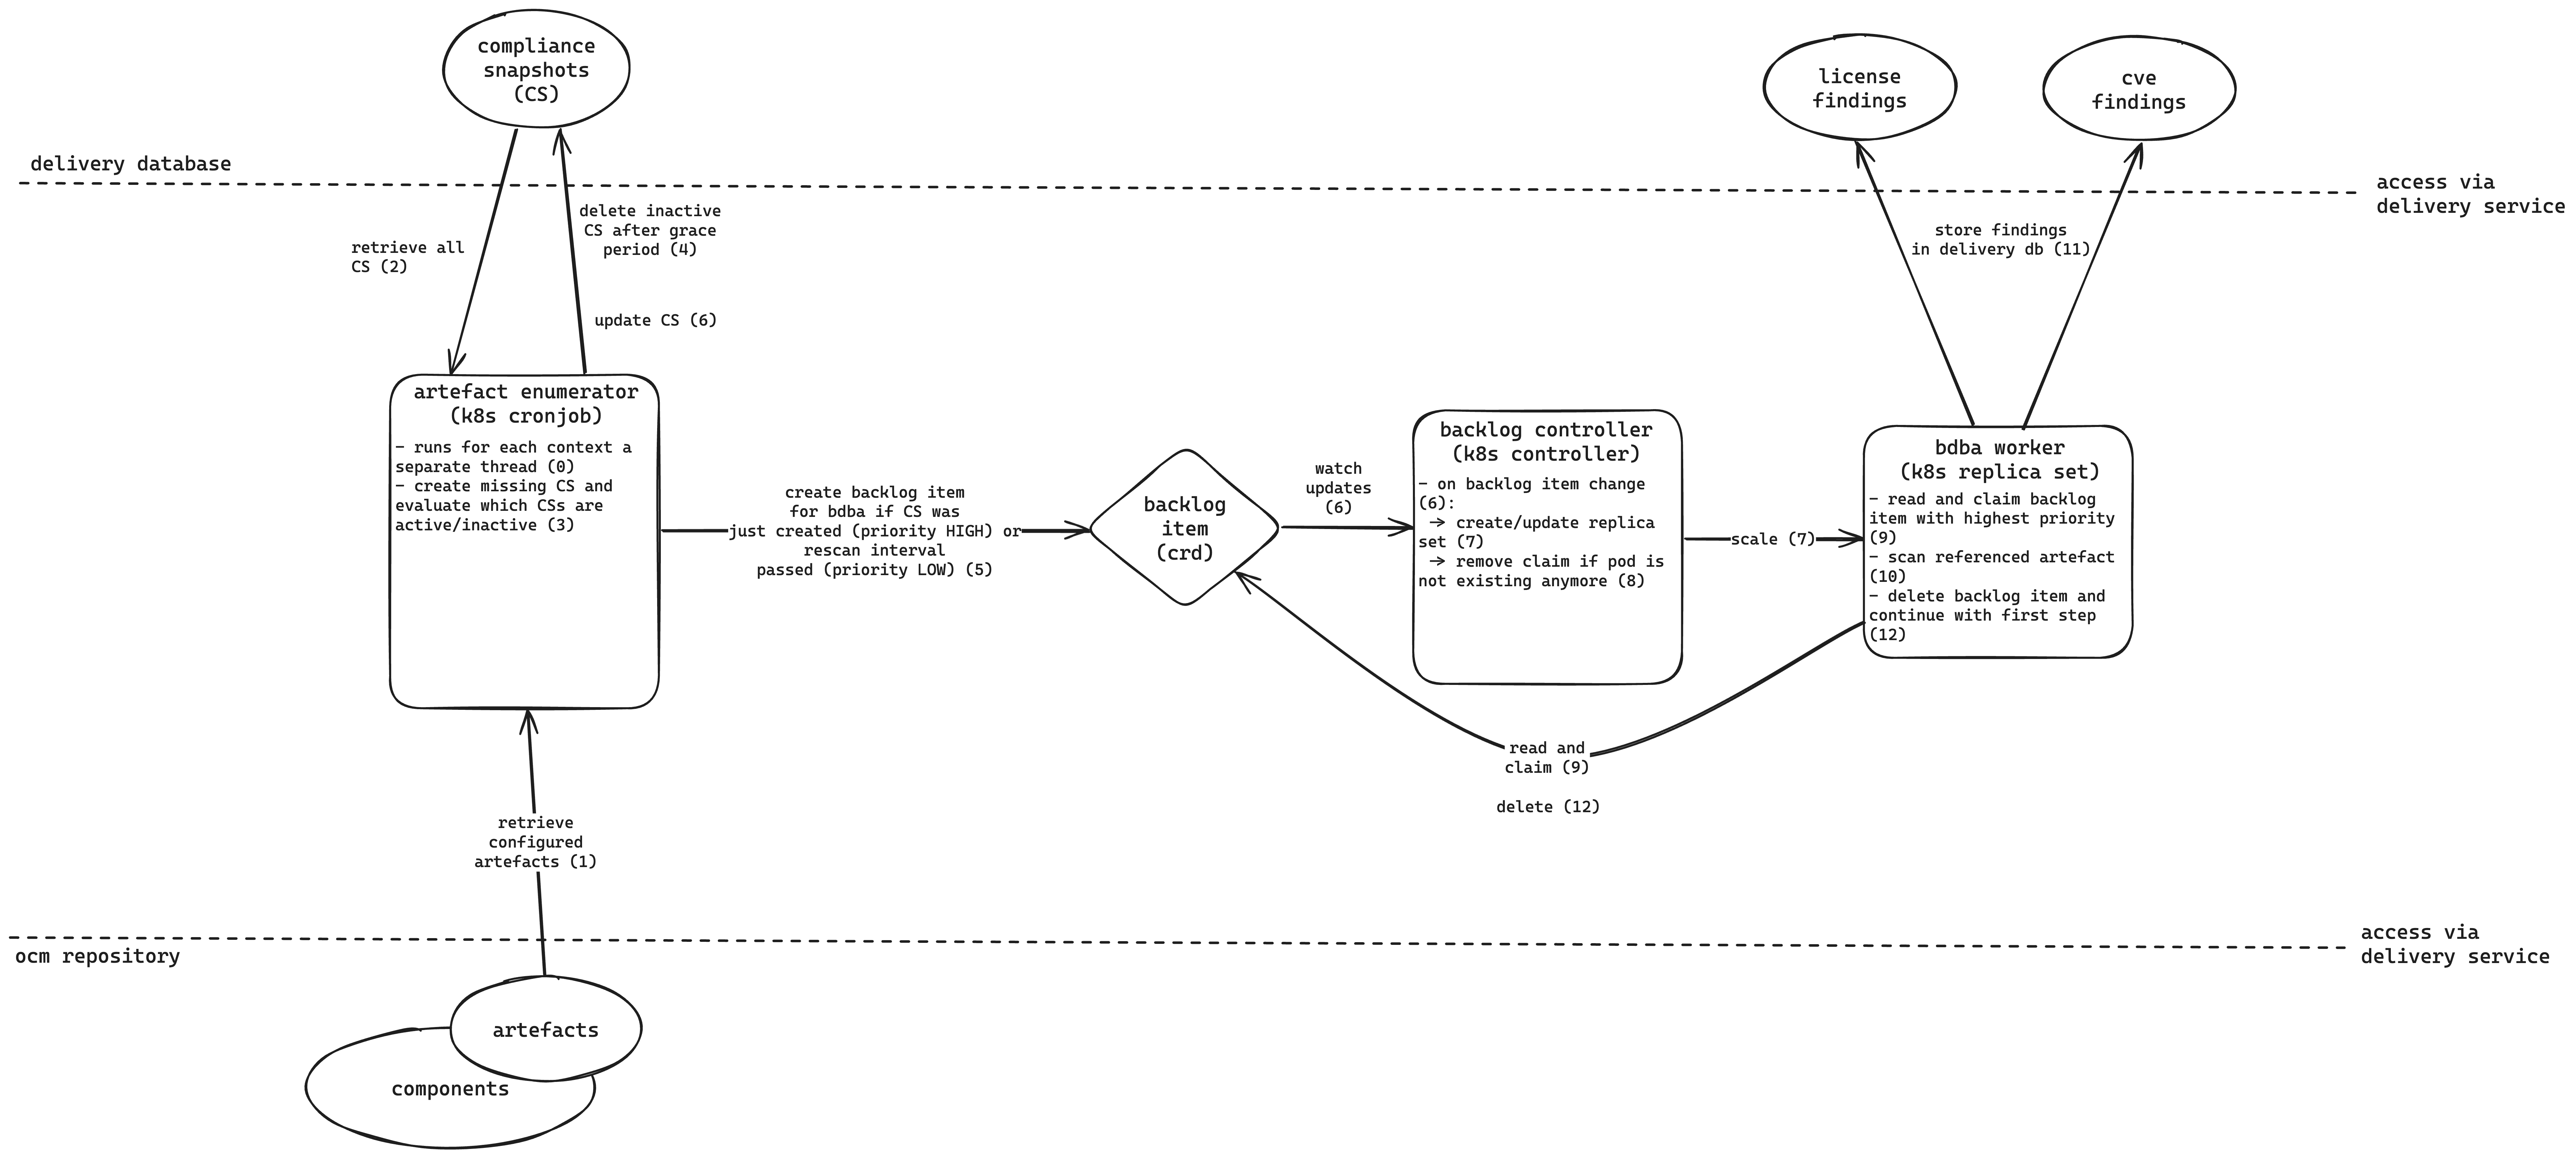 compliance
snapshots
(CS)
license
findings
cve
findings
delivery database
access via
delivery service
retrieve all
CS (2)
delete inactive
CS after grace
period (4)
update CS (6)
store findings
in delivery db (11)
artefact enumerator
(k8s cronjob)
- runs for each context a
separate thread (0)
- create missing CS and
evaluate which CSs are
active/inactive (3)
create backlog item
for bdba if CS was
just created (priority HIGH) or
rescan interval
passed (priority LOW) (5)
backlog
item
(crd)
watch
updates
(6)
backlog controller
(k8s controller)
- on backlog item change
(6):
→ create/update replica
set (7)
→ remove claim if pod is
not existing anymore (8)
scale (7)
bdba worker
(k8s replica set)
- read and claim backlog
item with highest priority
(9)
- scan referenced artefact
(10)
- delete backlog item and
continue with first step
(12)
read and
claim (9)
delete (12)
retrieve
configured
artefacts (1)
ocm repository
access via
delivery service
artefacts
components